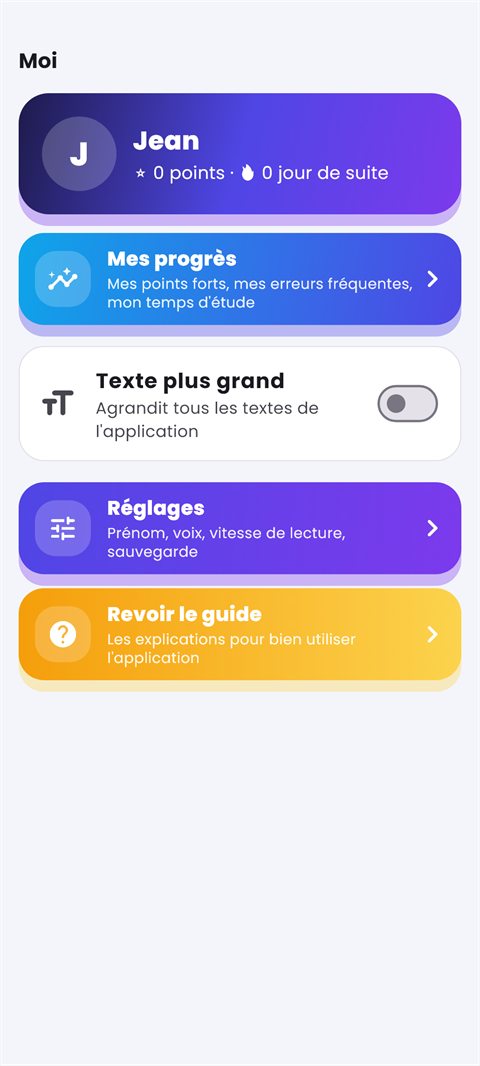 Moi
J
Jean
☆ 0 points · 🔥 0 jour de suite
Mes progrès
Mes points forts, mes erreurs fréquentes,
mon temps d'étude
Texte plus grand
Agrandit tous les textes de
l'application
Réglages
Prénom, voix, vitesse de lecture,
sauvegarde
Revoir le guide
Les explications pour bien utiliser
l'application